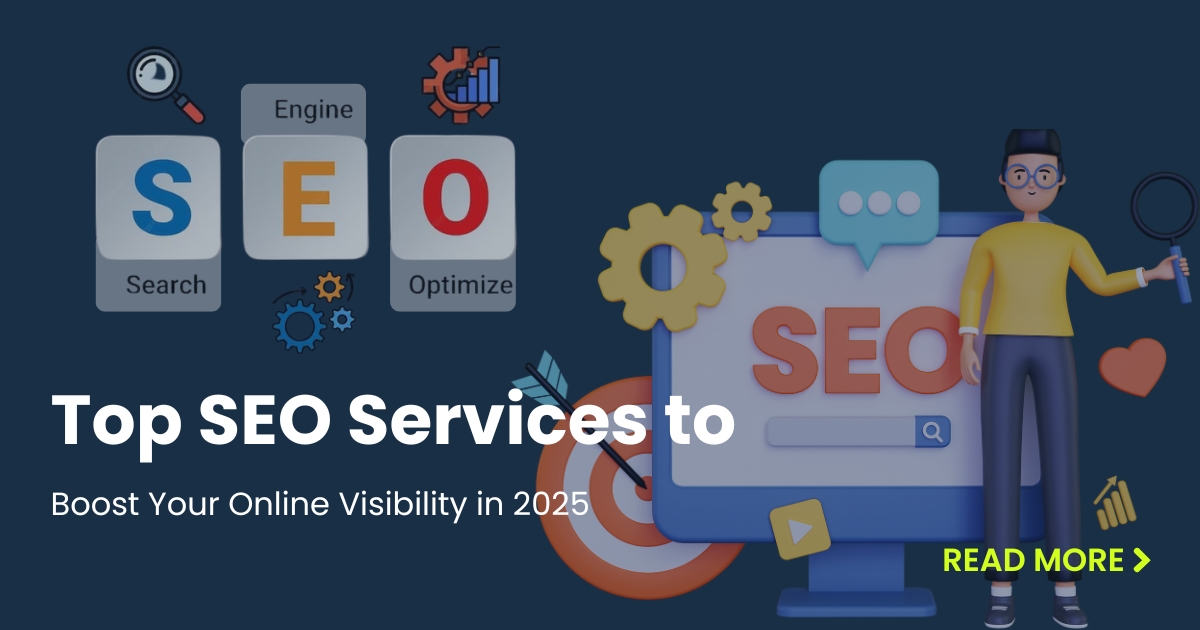 Engine
S E O
Search
Optimize
SEO
Top SEO Services to
Boost Your Online Visibility in 2025
READ MORE